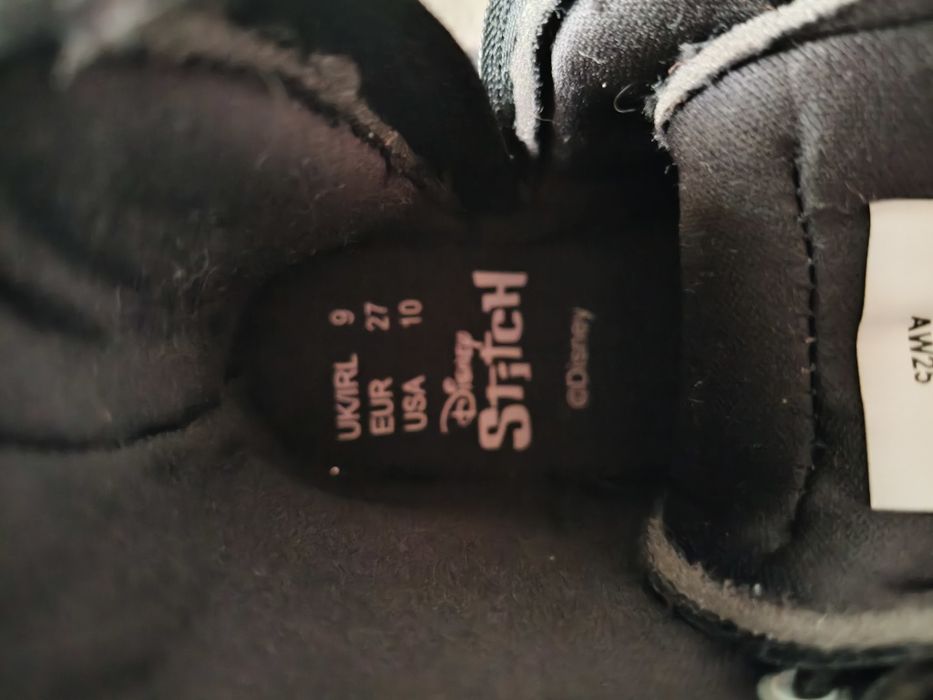 UK/IRL 9
EUR 27
USA 10
Disney
Stitch
©Disney
AW25